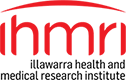 ihmri
illawarra health and
medical research institute